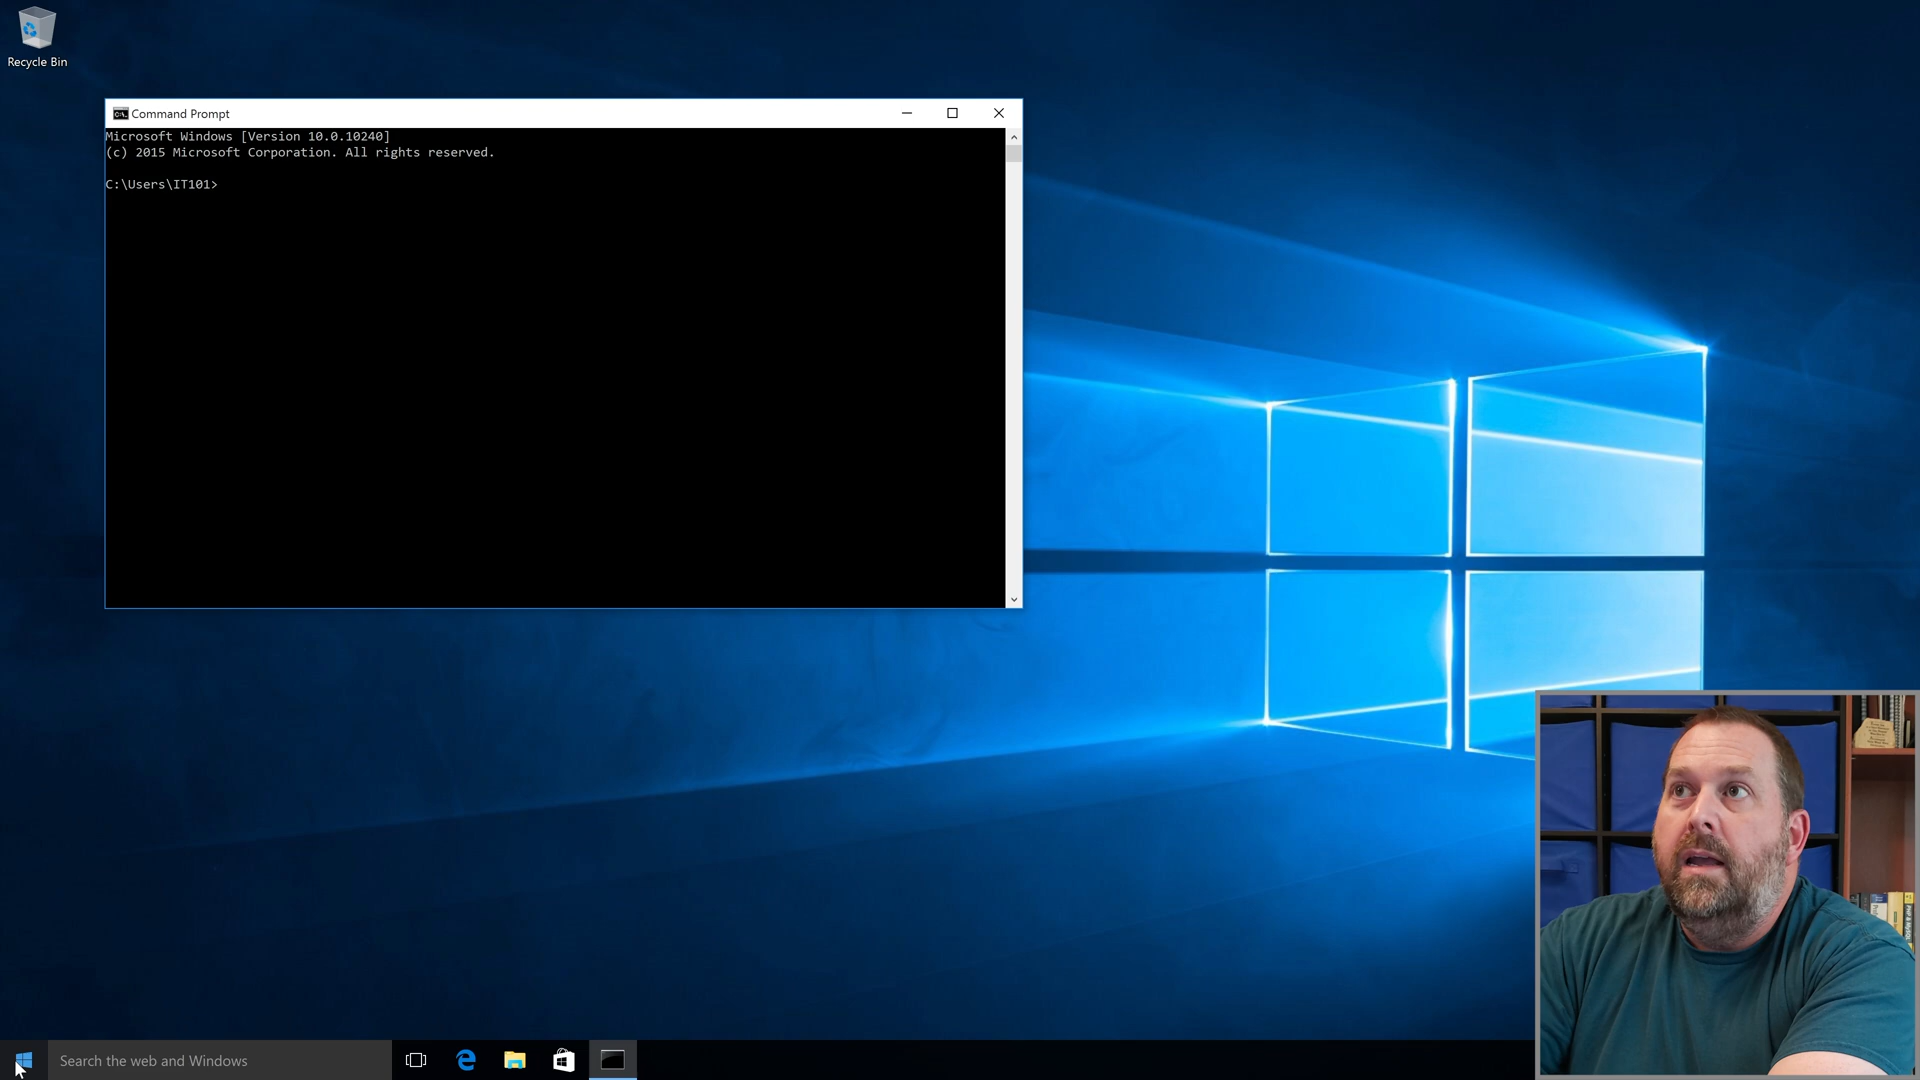 Recycle Bin
Command Prompt
Microsoft Windows [Version 10.0.10240]
(c) 2015 Microsoft Corporation. All rights reserved.
C:\Users\IT101>
Search the web and Windows